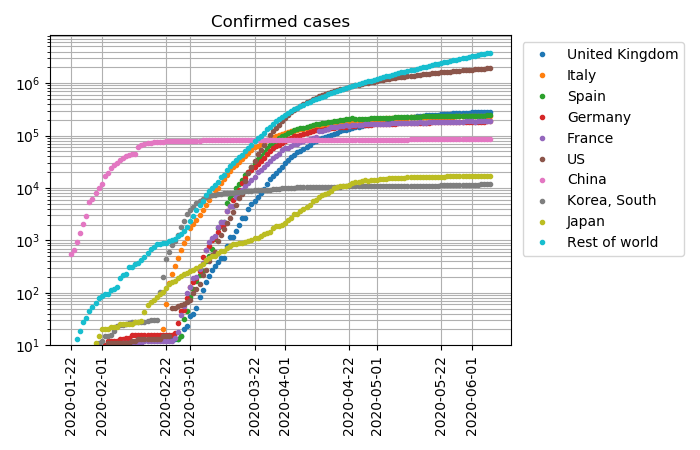 Confirmed cases
10^6
10^5
10^4
10^3
10^2
10^1
2020-01-22
2020-02-01
2020-02-22
2020-03-01
2020-03-22
2020-04-01
2020-04-22
2020-05-01
2020-05-22
2020-06-01
United Kingdom
Italy
Spain
Germany
France
US
China
Korea, South
Japan
Rest of world